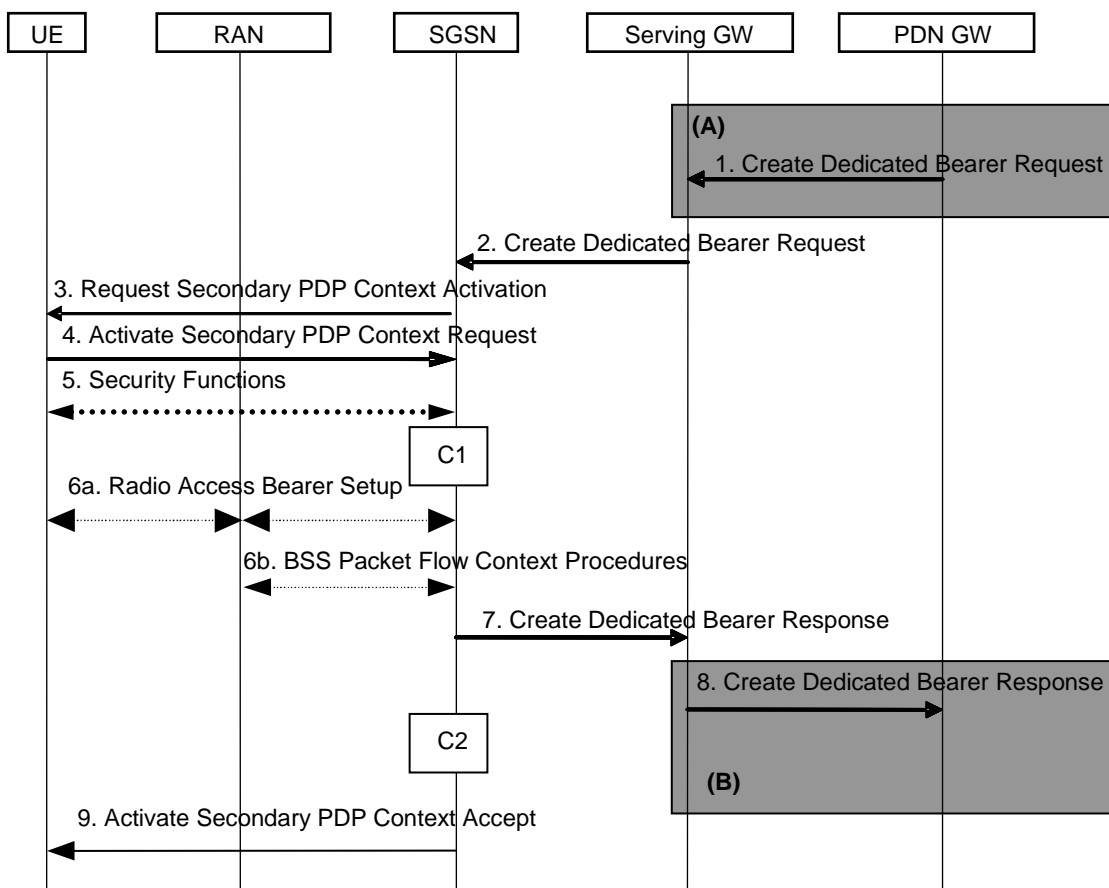 UE
RAN
SGSN
Serving GW
PDN GW
(A)
1. Create Dedicated Bearer Request
2. Create Dedicated Bearer Request
3. Request Secondary PDP Context Activation
4. Activate Secondary PDP Context Request
5. Security Functions
C1
6a. Radio Access Bearer Setup
6b. BSS Packet Flow Context Procedures
7. Create Dedicated Bearer Response
8. Create Dedicated Bearer Response
C2
(B)
9. Activate Secondary PDP Context Accept